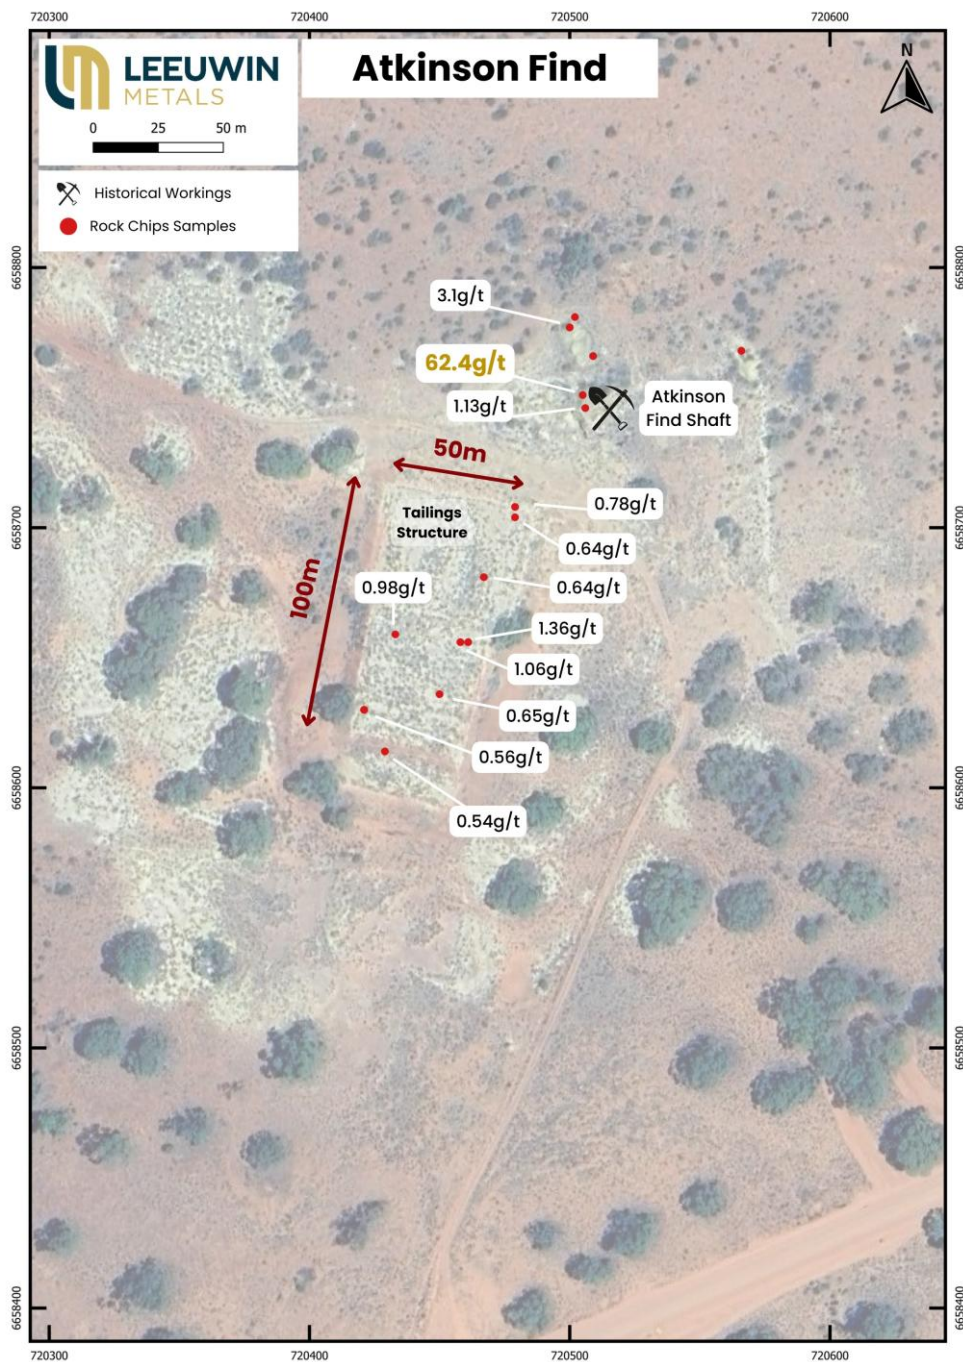 720300
720400
720500
720600
LEEUWIN
METALS
Atkinson Find
N
0 25 50 m
Historical Workings
Rock Chips Samples
6658800
6658800
3.1g/t
62.4g/t
1.13g/t
Atkinson
Find Shaft
50m
Tailings
Structure
0.78g/t
6658700
6658700
0.64g/t
100m
0.98g/t
0.64g/t
1.36g/t
1.06g/t
0.65g/t
0.56g/t
6658600
6658600
0.54g/t
6658500
6658500
6658400
6658400
720300
720400
720500
720600